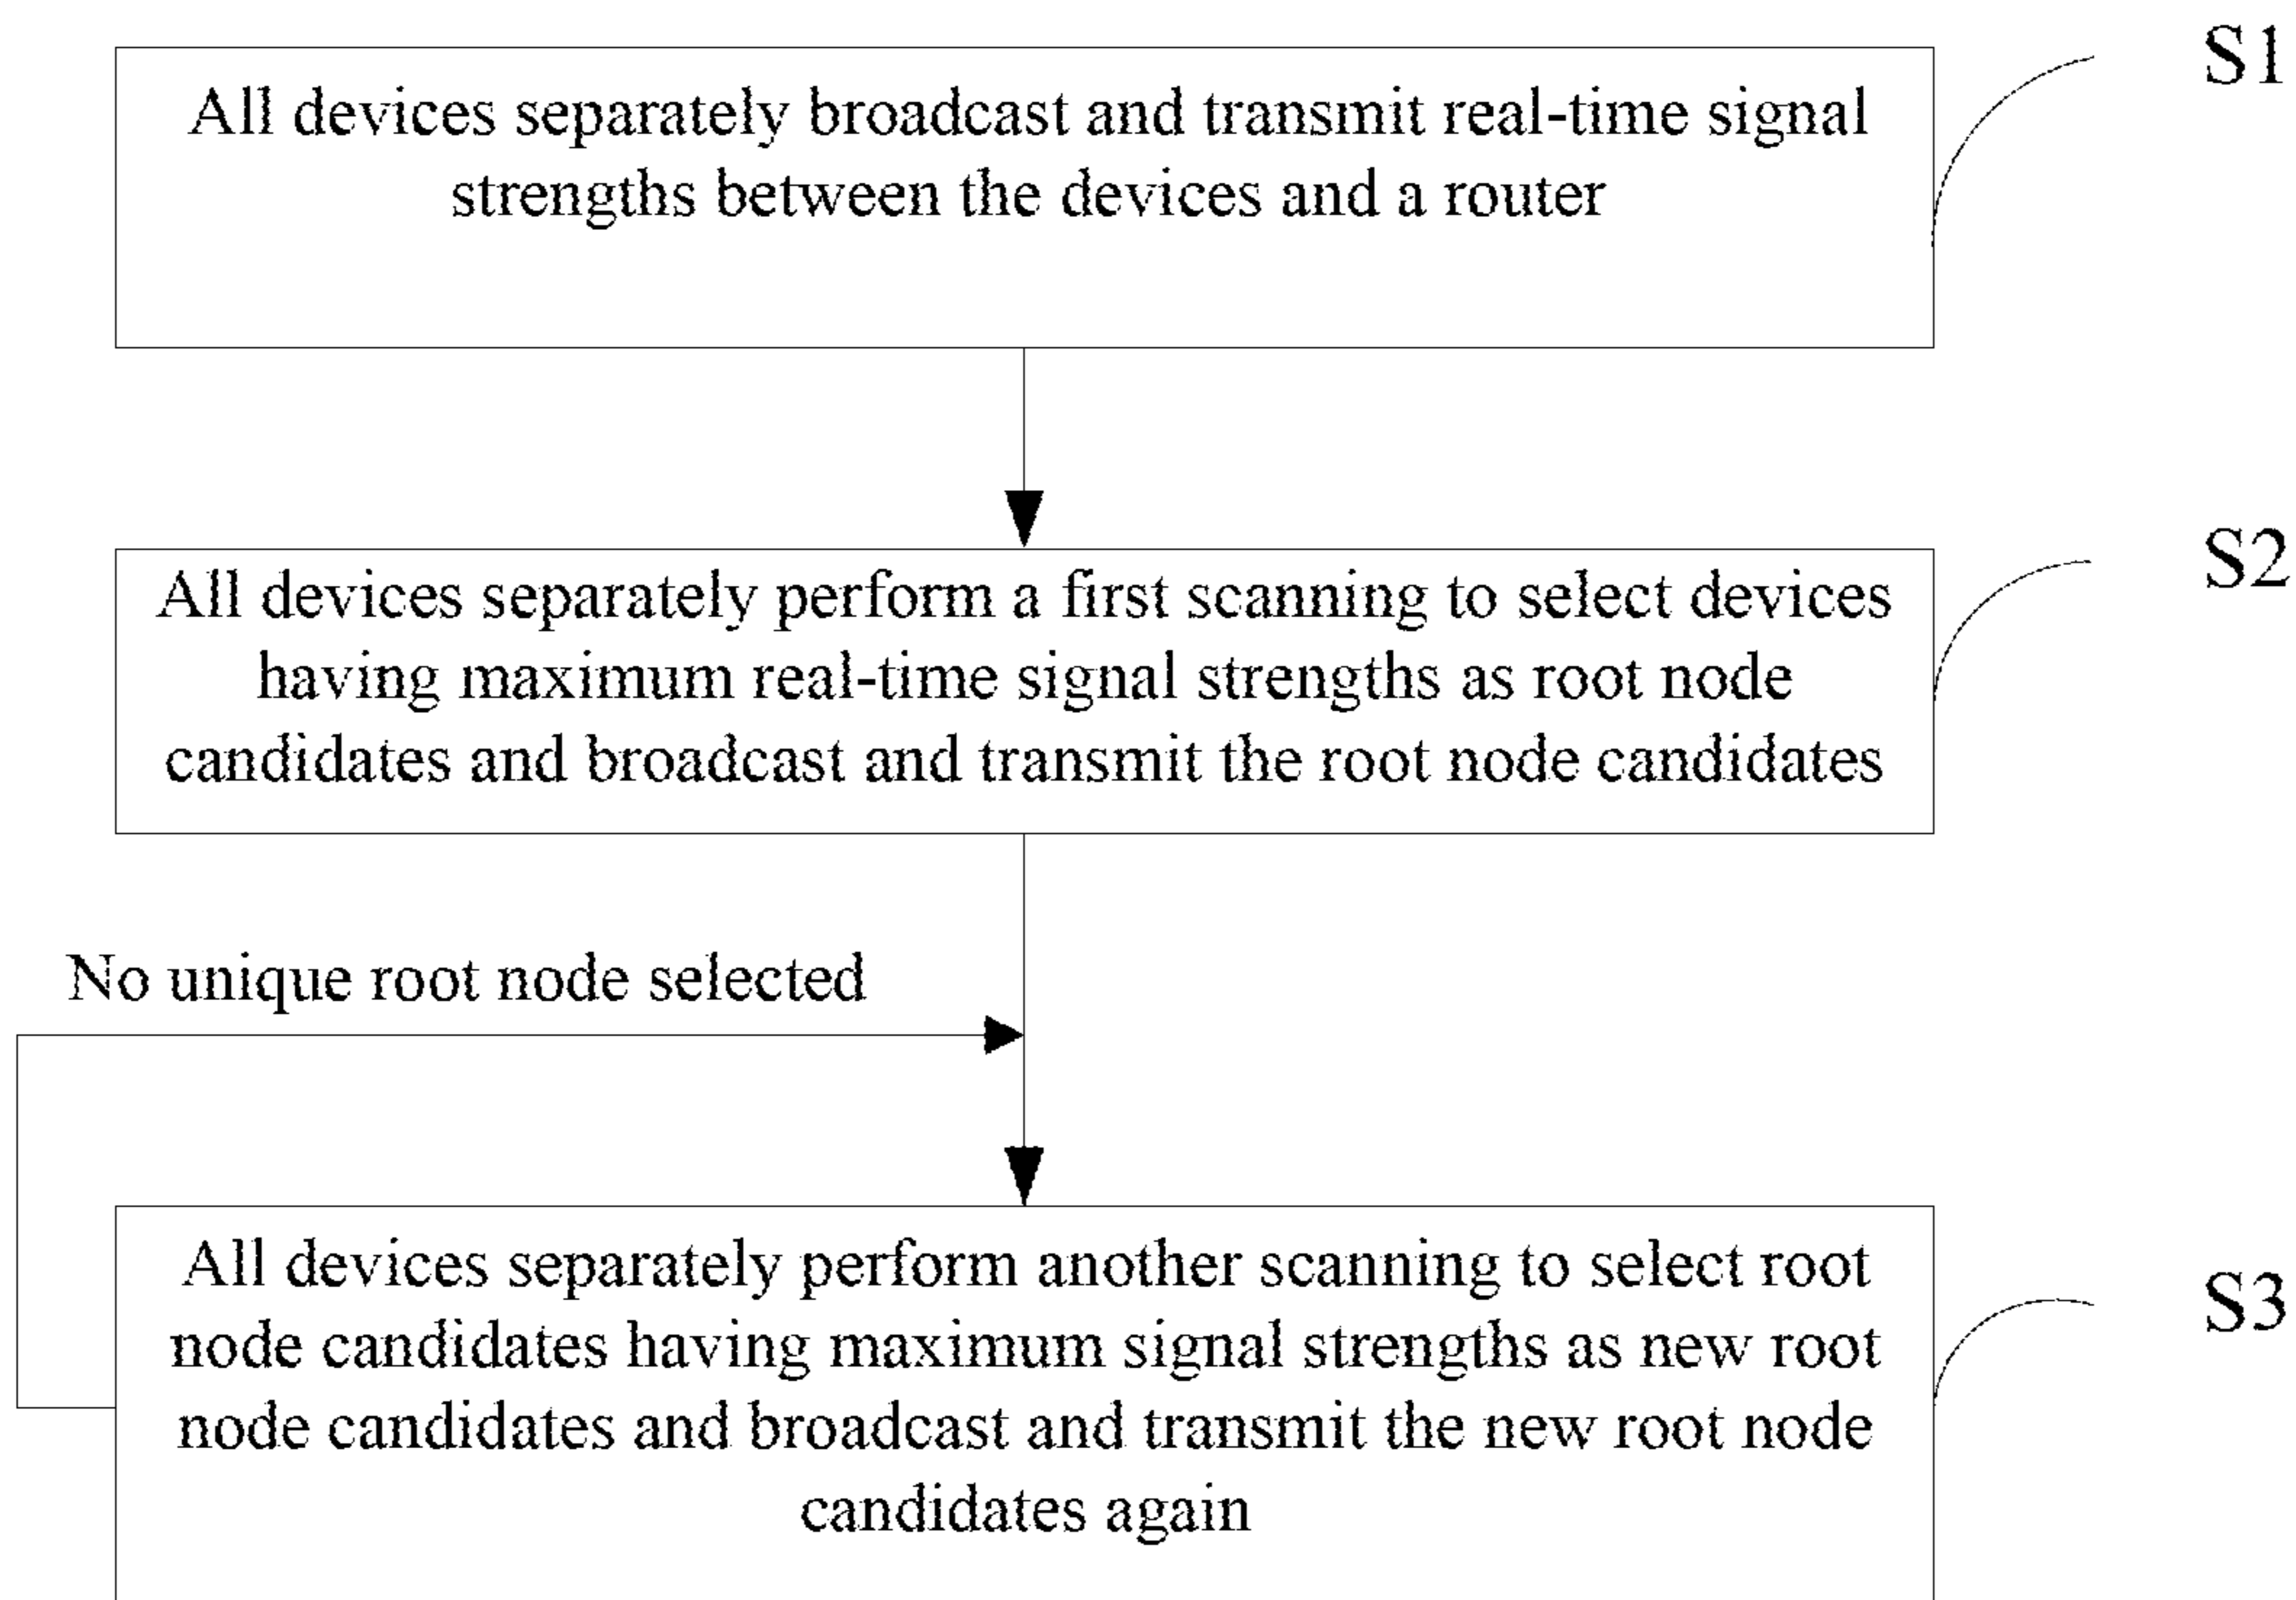 All devices separately broadcast and transmit real-time signal
strengths between the devices and a router
S1
All devices separately perform a first scanning to select devices
having maximum real-time signal strengths as root node
candidates and broadcast and transmit the root node candidates
S2
No unique root node selected
All devices separately perform another scanning to select root
node candidates having maximum signal strengths as new root
node candidates and broadcast and transmit the new root node
candidates again
S3